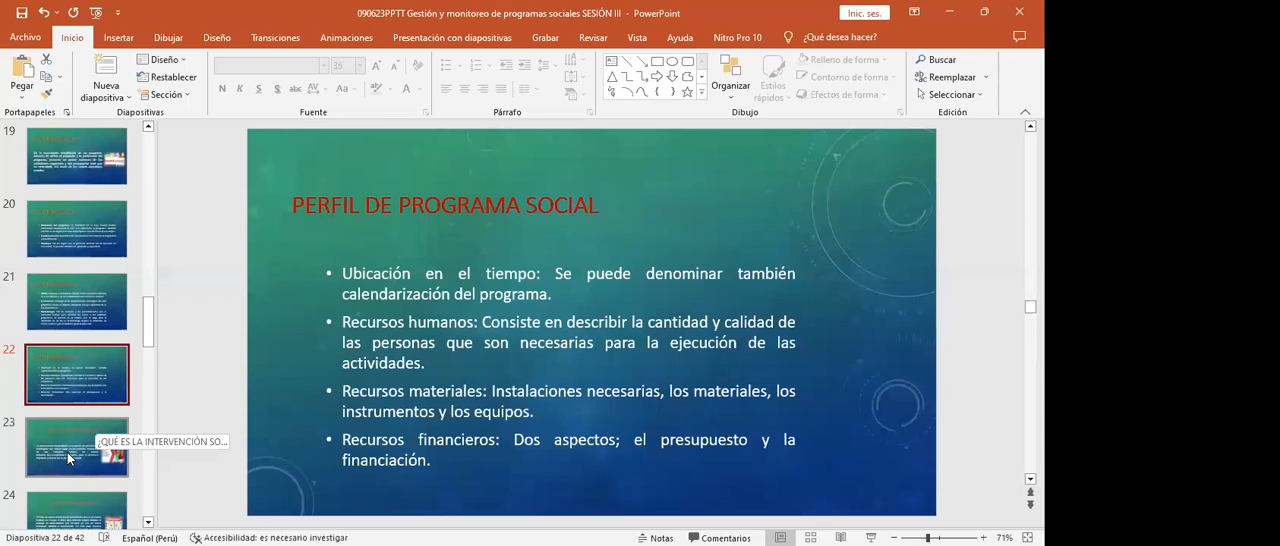 090623PPTT Gestión y monitoreo de programas sociales SESIÓN III - PowerPoint
Inic. ses.
Archivo Inicio Insertar Dibujar Diseño Transiciones Animaciones Presentación con diapositivas Grabar Revisar Vista Ayuda Nitro Pro 10 ¿Qué desea hacer?
Pegar
Nueva diapositiva
Diseño
Restablecer
Sección
36
N K S abc AV Aa A
Organizar
Estilos rápidos
Relleno de forma
Contorno de forma
Efectos de forma
Buscar
Reemplazar
Seleccionar
Portapapeles Diapositivas Fuente Párrafo Dibujo Edición
19
20
21
22
23
¿QUÉ ES LA INTERVENCIÓN SO...
24
PERFIL DE PROGRAMA SOCIAL
• Ubicación en el tiempo: Se puede denominar también
calendarización del programa.
• Recursos humanos: Consiste en describir la cantidad y calidad de
las personas que son necesarias para la ejecución de las
actividades.
• Recursos materiales: Instalaciones necesarias, los materiales, los
instrumentos y los equipos.
• Recursos financieros: Dos aspectos; el presupuesto y la
financiación.
Diapositiva 22 de 42 Español (Perú) Accesibilidad: es necesario investigar Notas Comentarios 71%